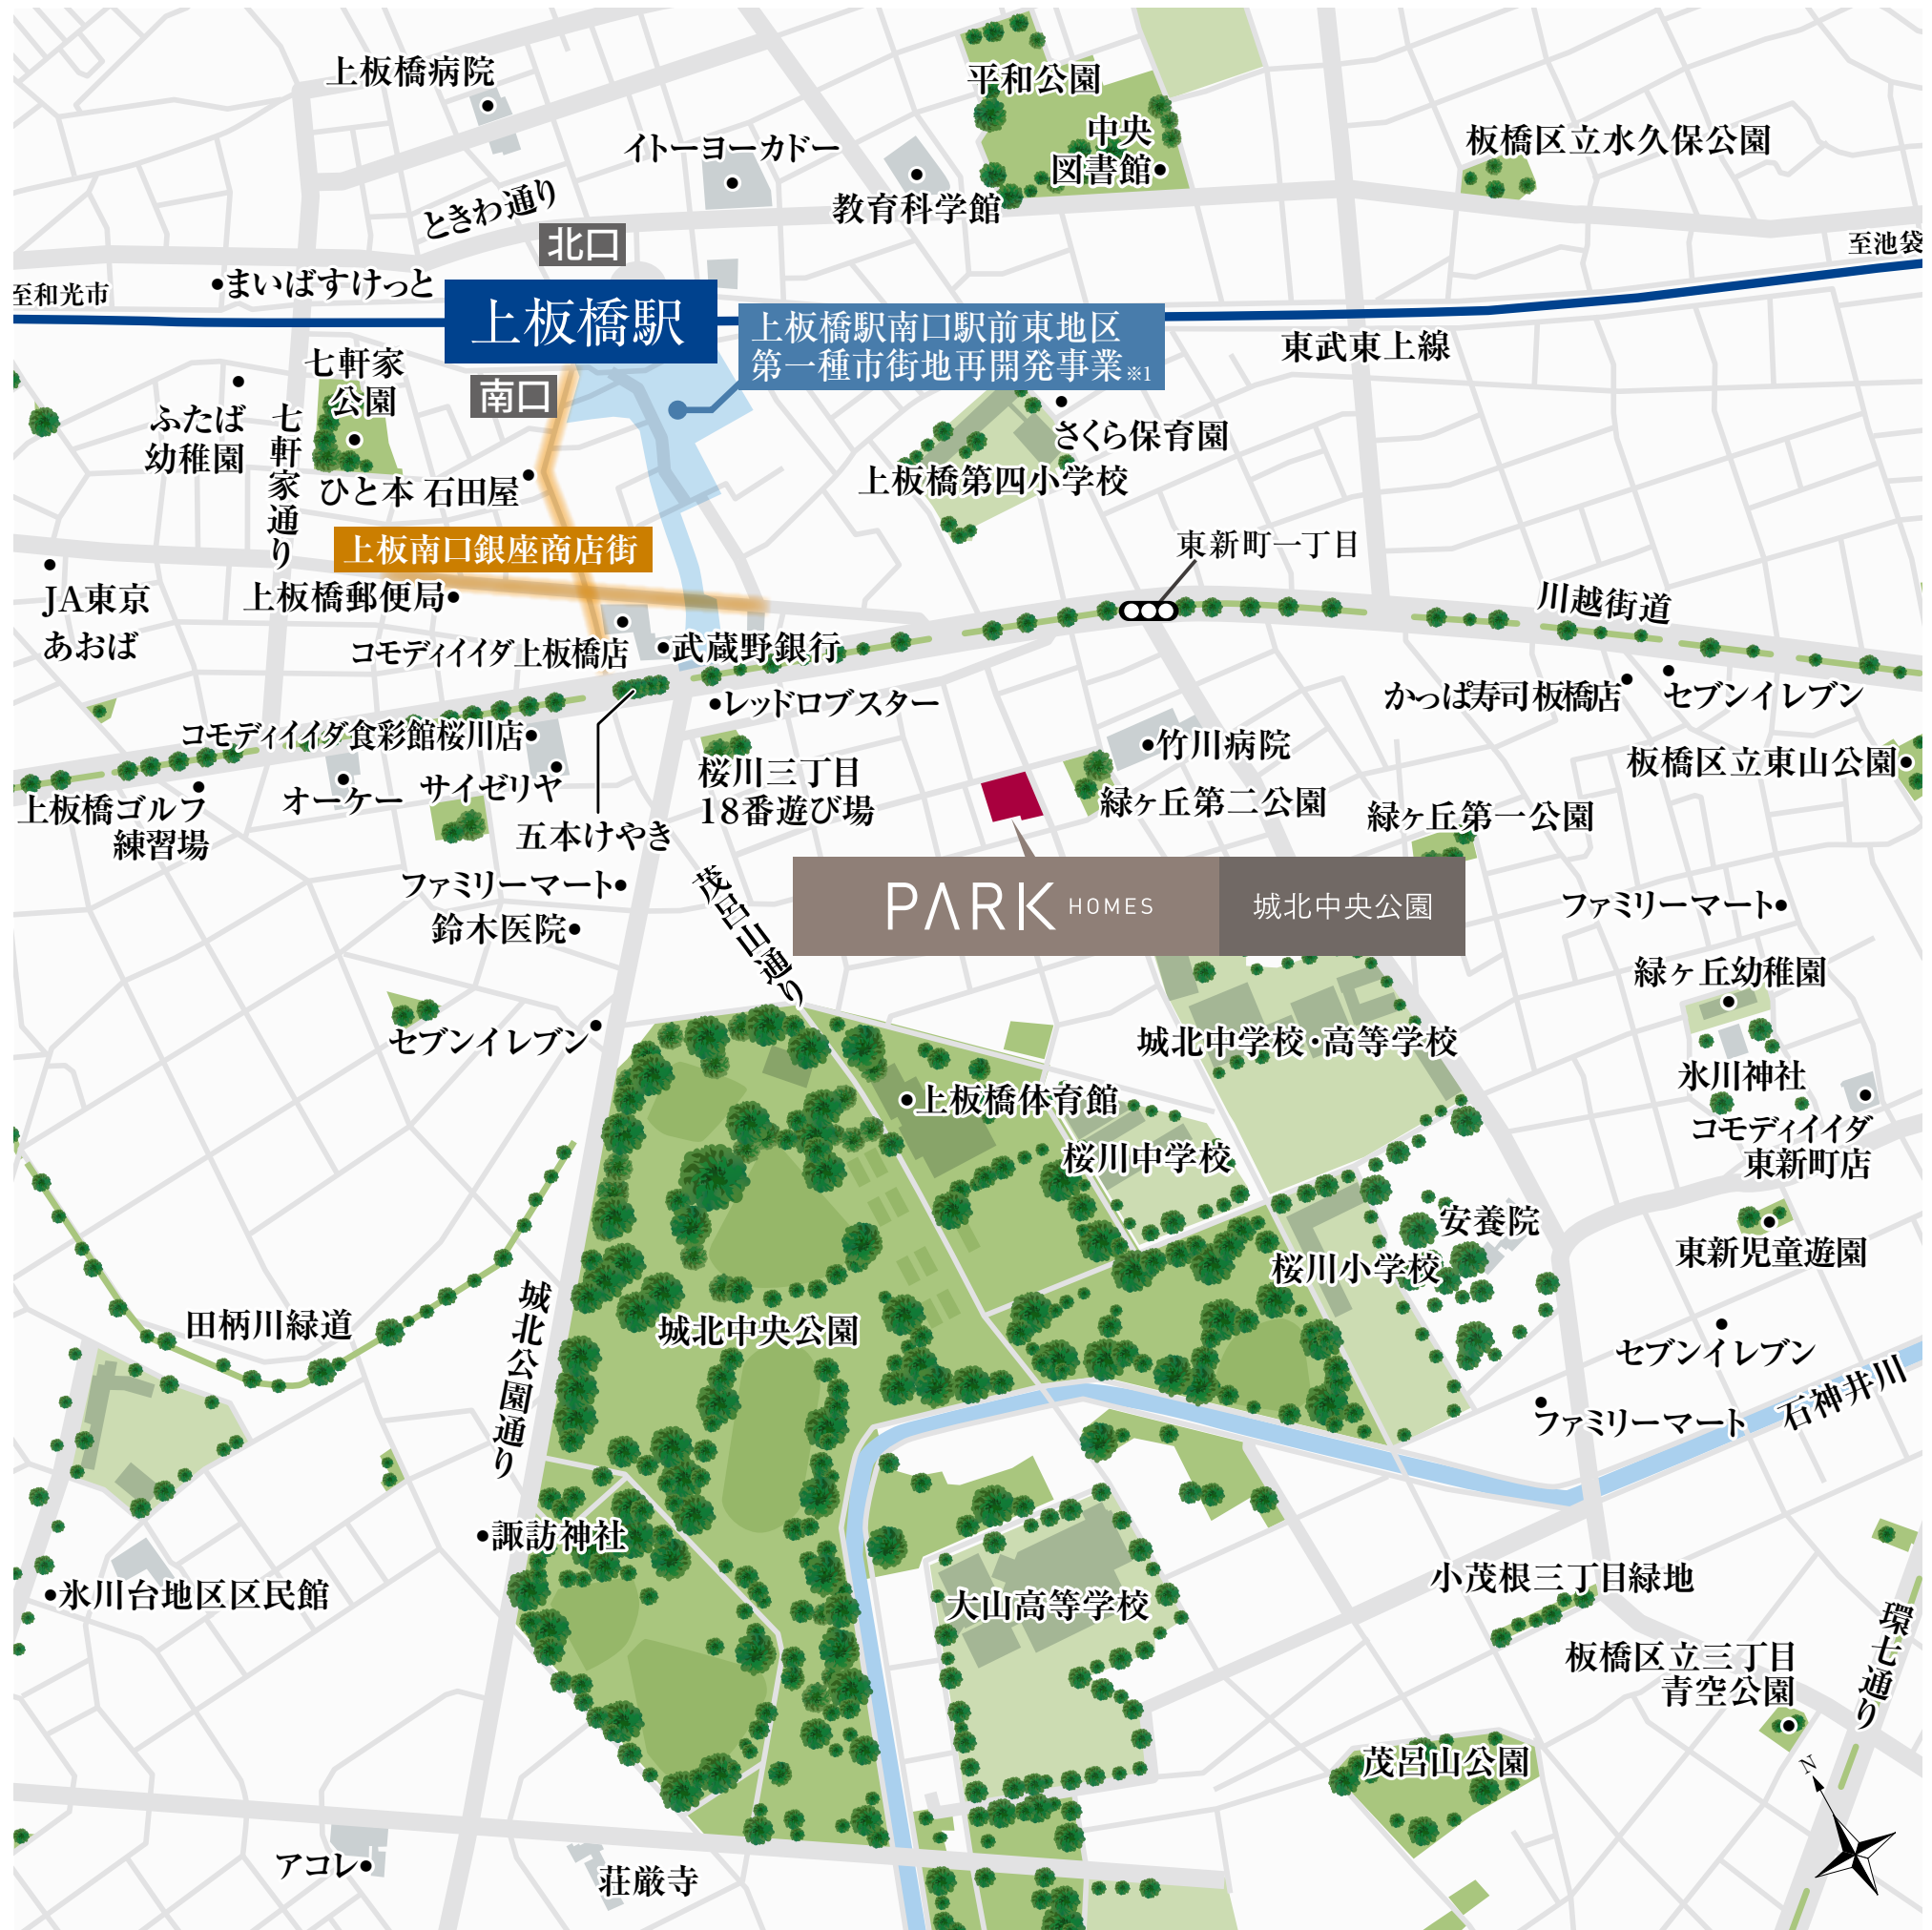 上板橋病院
平和公園
中央
図書館
イトーヨーカドー
教育科学館
板橋区立水久保公園
ときわ通り
北口
至池袋
至和光市
まいばすけっと
上板橋駅
上板橋駅南口駅前東地区
第一種市街地再開発事業※1
東武東上線
南口
七軒家
公園
ふたば
幼稚園
七軒家通り
ひと本 石田屋
さくら保育園
上板橋第四小学校
上板南口銀座商店街
東新町一丁目
川越街道
JA東京
あおば
上板橋郵便局
コモディイイダ上板橋店
武蔵野銀行
レッドロブスター
かっぱ寿司 板橋店
セブンイレブン
コモディイイダ食彩館桜川店
竹川病院
板橋区立東山公園
上板橋ゴルフ
練習場
オーケー
サイゼリヤ
五本けやき
桜川三丁目
18番遊び場
緑ヶ丘第二公園
緑ヶ丘第一公園
ファミリーマート
鈴木医院
茂呂山通り
PARK HOMES
城北中央公園
ファミリーマート
緑ヶ丘幼稚園
セブンイレブン
城北中学校・高等学校
氷川神社
上板橋体育館
コモディイイダ
東新町店
桜川中学校
安養院
東新児童遊園
桜川小学校
田柄川緑道
城北公園通り
城北中央公園
セブンイレブン
ファミリーマート
石神井川
諏訪神社
氷川台地区区民館
大山高等学校
小茂根三丁目緑地
環七通り
板橋区立三丁目
青空公園
茂呂山公園
N
アコレ
荘厳寺